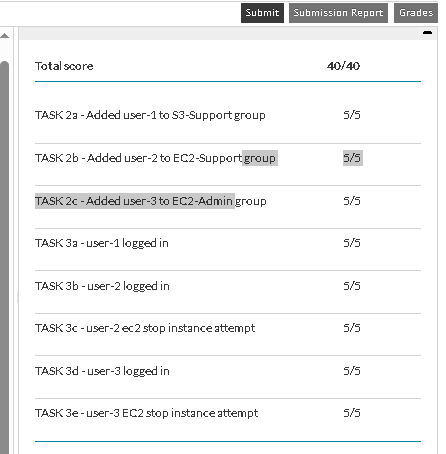 Submit Submission Report Grades
Total score 40/40
TASK 2a - Added user-1 to S3-Support group 5/5
TASK 2b - Added user-2 to EC2-Support group 5/5
TASK 2c - Added user-3 to EC2-Admin group 5/5
TASK 3a - user-1 logged in 5/5
TASK 3b - user-2 logged in 5/5
TASK 3c - user-2 ec2 stop instance attempt 5/5
TASK 3d - user-3 logged in 5/5
TASK 3e - user-3 EC2 stop instance attempt 5/5